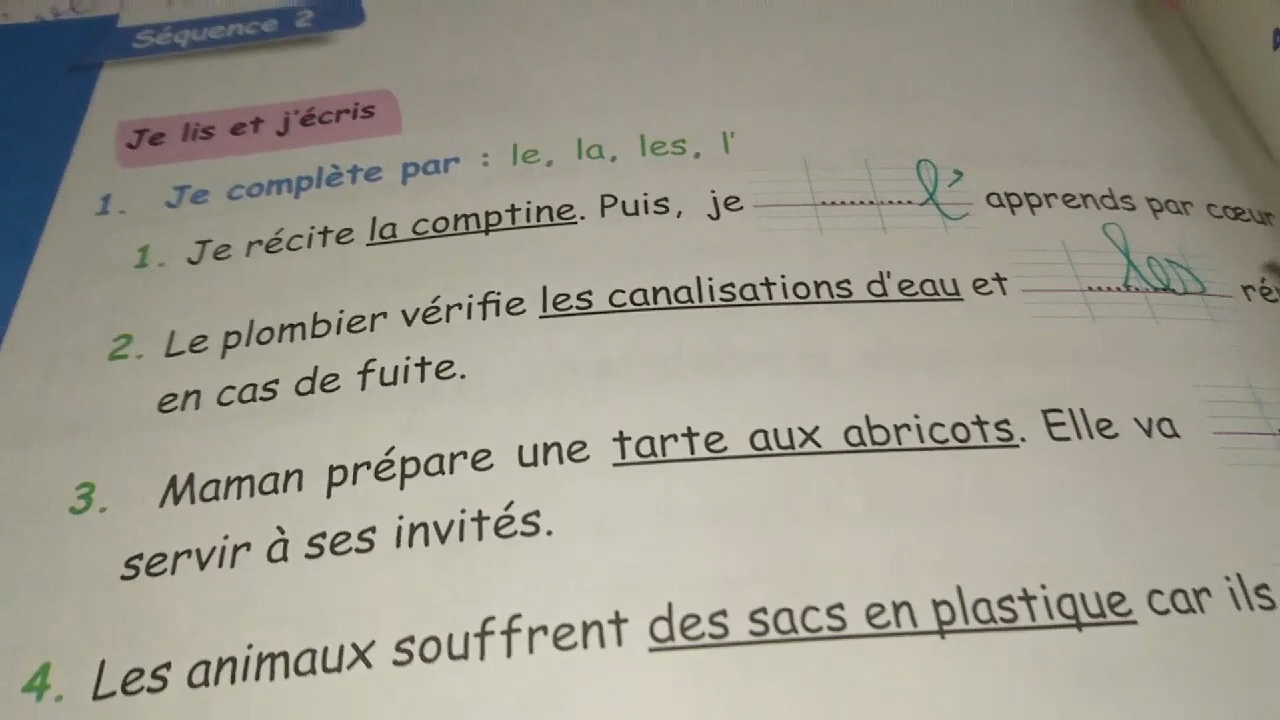 Séquence 2
Je lis et j'écris
1. Je complète par : le, la, les, l'
1. Je récite la comptine. Puis, je ........... l' apprends par cœur
2. Le plombier vérifie les canalisations d'eau et ........... les
en cas de fuite.
3. Maman prépare une tarte aux abricots. Elle va
servir à ses invités.
4. Les animaux souffrent des sacs en plastique car ils